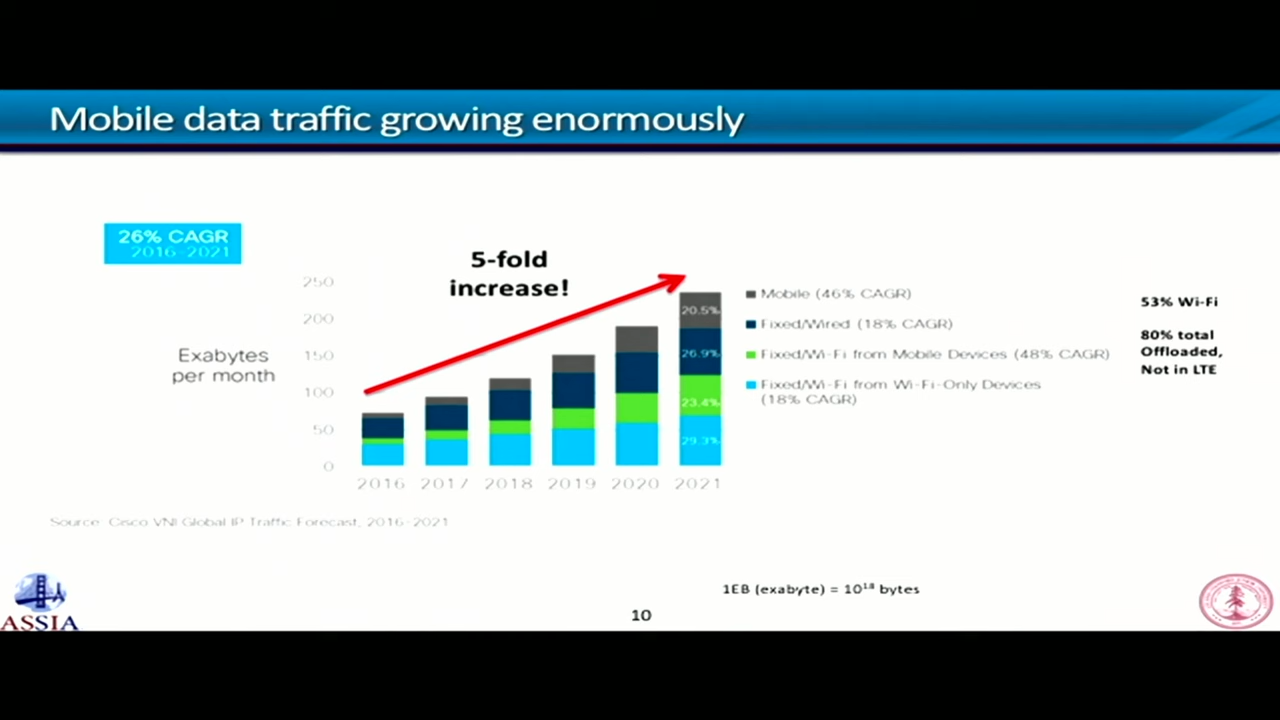 Mobile data traffic growing enormously
26% CAGR
2016-2021
5-fold
increase!
Exabytes
per month
250
200
150
100
50
0
20.5%
26.9%
23.4%
29.3%
2016 2017 2018 2019 2020 2021
Mobile (46% CAGR)
Fixed/Wired (18% CAGR)
Fixed/Wi-Fi from Mobile Devices (48% CAGR)
Fixed/Wi-Fi from Wi-Fi-Only Devices
(18% CAGR)
53% Wi-Fi
80% total
Offloaded,
Not in LTE
Source: Cisco VNI Global IP Traffic Forecast, 2016-2021
1EB (exabyte) = 10¹⁸ bytes
10
ASSIA